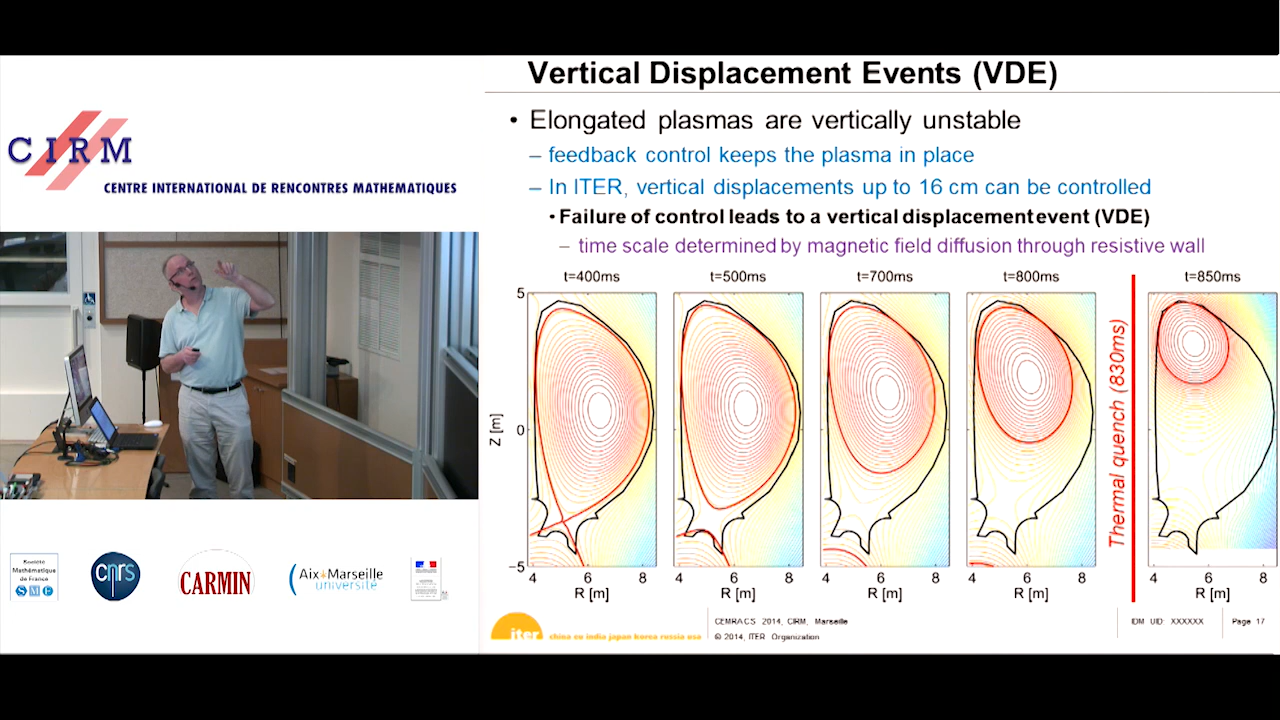 Vertical Displacement Events (VDE)
• Elongated plasmas are vertically unstable
– feedback control keeps the plasma in place
– In ITER, vertical displacements up to 16 cm can be controlled
• Failure of control leads to a vertical displacement event (VDE)
– time scale determined by magnetic field diffusion through resistive wall
CIRM
CENTRE INTERNATIONAL DE RENCONTRES MATHEMATIQUES
t=400ms t=500ms t=700ms t=800ms t=850ms
5
Z [m]
0
−5
Thermal quench (830ms)
4 6 8 4 6 8 4 6 8 4 6 8 4 6 8
R [m] R [m] R [m] R [m] R [m]
Société
Mathématique
de France
SMF
cnrs
CARMIN
Aix*Marseille
université
iter
china eu india japan korea russia usa
CEMRACS 2014, CIRM, Marseille
© 2014, ITER Organization
IDM UID: XXXXXX
Page 17